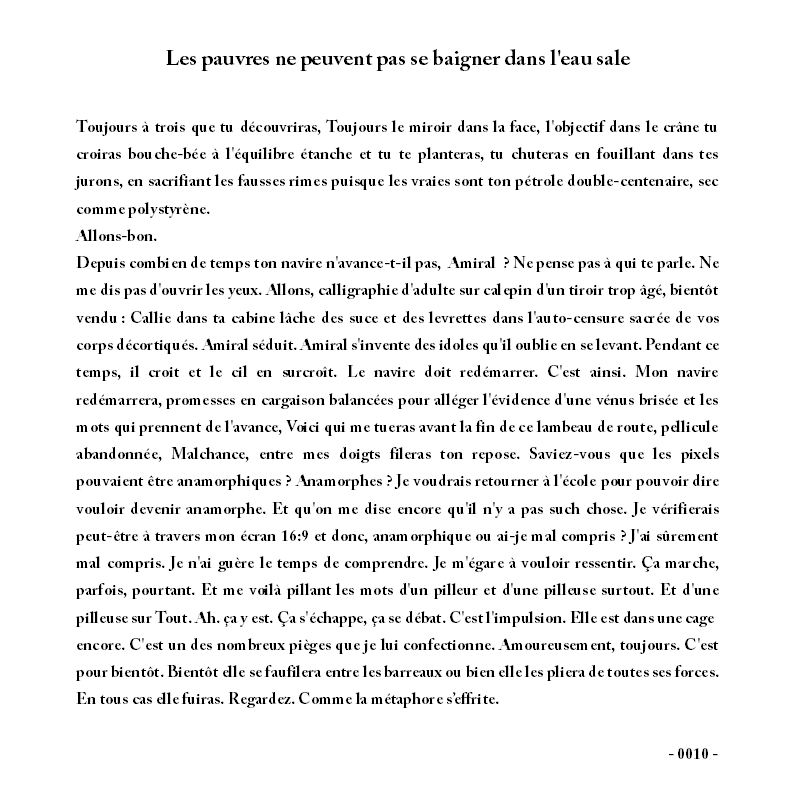 Les pauvres ne peuvent pas se baigner dans l'eau sale
Toujours à trois que tu découvriras, Toujours le miroir dans la face, l'objectif dans le crâne tu
croiras bouche-bée à l'équilibre étanche et tu te planteras, tu chuteras en fouillant dans tes
jurons, en sacrifiant les fausses rimes puisque les vraies sont ton pétrole double-centenaire, sec
comme polystyrène.
Allons-bon.
Depuis combien de temps ton navire n'avance-t-il pas, Amiral ? Ne pense pas à qui te parle. Ne
me dis pas d'ouvrir les yeux. Allons, calligraphie d'adulte sur calepin d'un tiroir trop âgé, bientôt
vendu : Callie dans ta cabine lâche des suce et des levrettes dans l'auto-censure sacrée de vos
corps décortiqués. Amiral séduit. Amiral s'invente des idoles qu'il oublie en se levant. Pendant ce
temps, il croit et le cil en surcroît. Le navire doit redémarrer. C'est ainsi. Mon navire
redémarrera, promesses en cargaison balancées pour alléger l'évidence d'une vénus brisée et les
mots qui prennent de l'avance, Voici qui me tueras avant la fin de ce lambeau de route, pellicule
abandonnée, Malchance, entre mes doigts fileras ton repose. Saviez-vous que les pixels
pouvaient être anamorphiques ? Anamorphes ? Je voudrais retourner à l'école pour pouvoir dire
vouloir devenir anamorphe. Et qu'on me dise encore qu'il n'y a pas such chose. Je vérifierais
peut-être à travers mon écran 16:9 et donc, anamorphique ou ai-je mal compris ? J'ai sûrement
mal compris. Je n'ai guère le temps de comprendre. Je m'égare à vouloir ressentir. Ça marche,
parfois, pourtant. Et me voilà pillant les mots d'un pilleur et d'une pilleuse surtout. Et d'une
pilleuse sur Tout. Ah. ça y est. Ça s'échappe, ça se débat. C'est l'impulsion. Elle est dans une cage
encore. C'est un des nombreux pièges que je lui confectionne. Amoureusement, toujours. C'est
pour bientôt. Bientôt elle se faufilera entre les barreaux ou bien elle les pliera de toutes ses forces.
En tous cas elle fuiras. Regardez. Comme la métaphore s'effrite.
- 0010 -